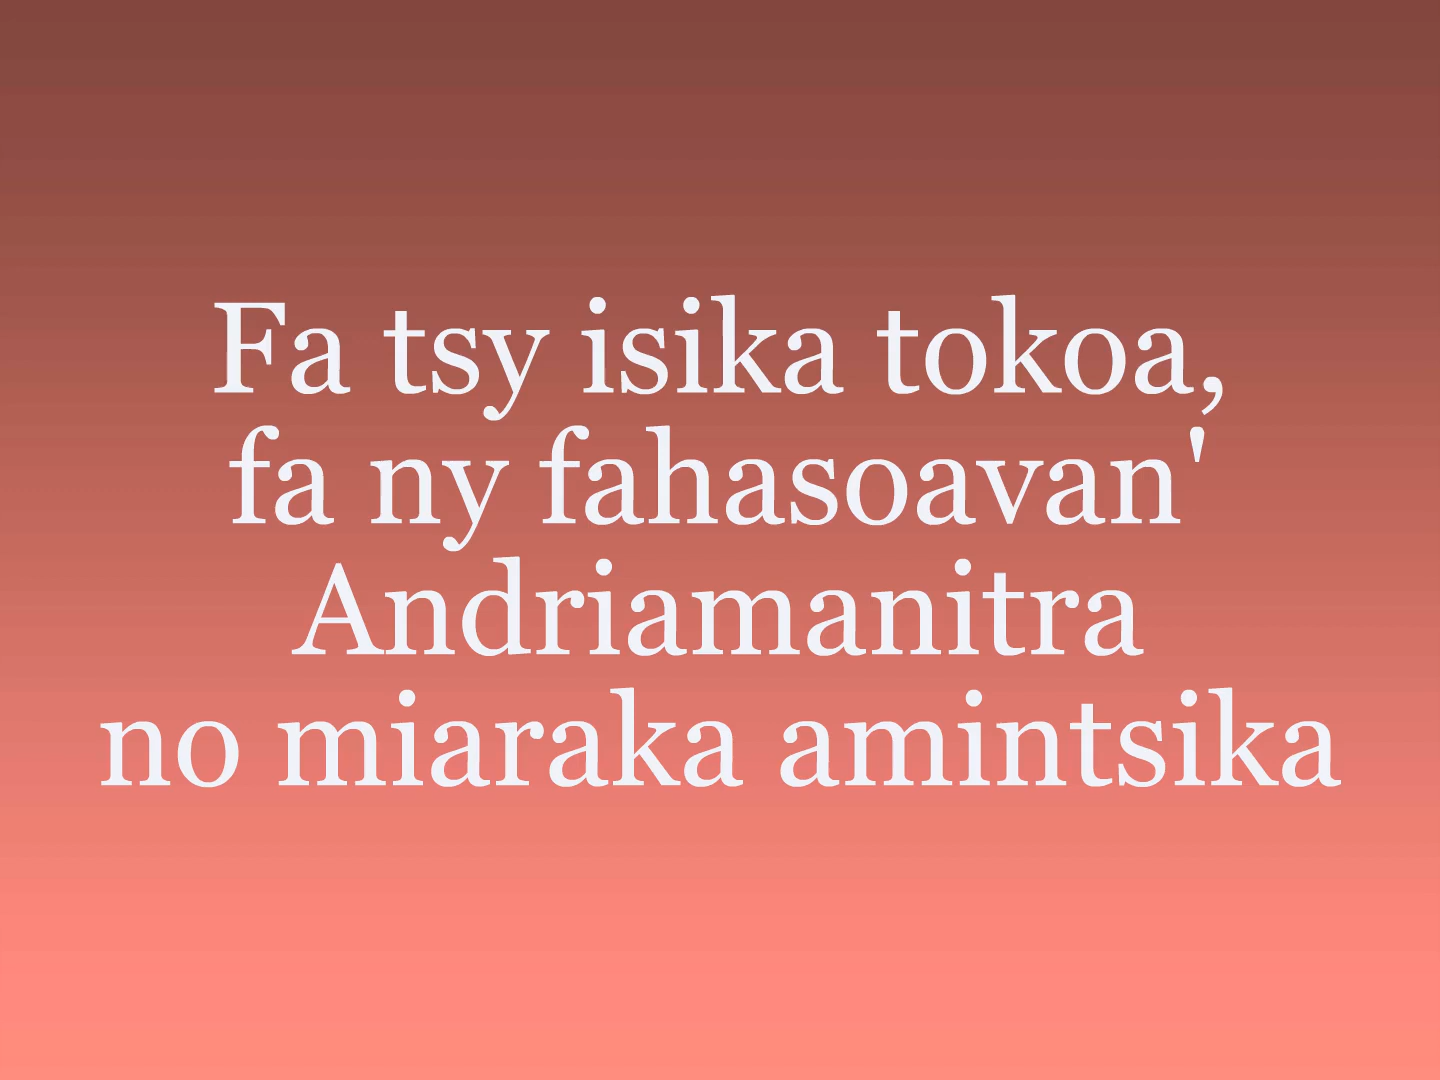 Fa tsy isika tokoa,
fa ny fahasoavan'
Andriamanitra
no miaraka amintsika